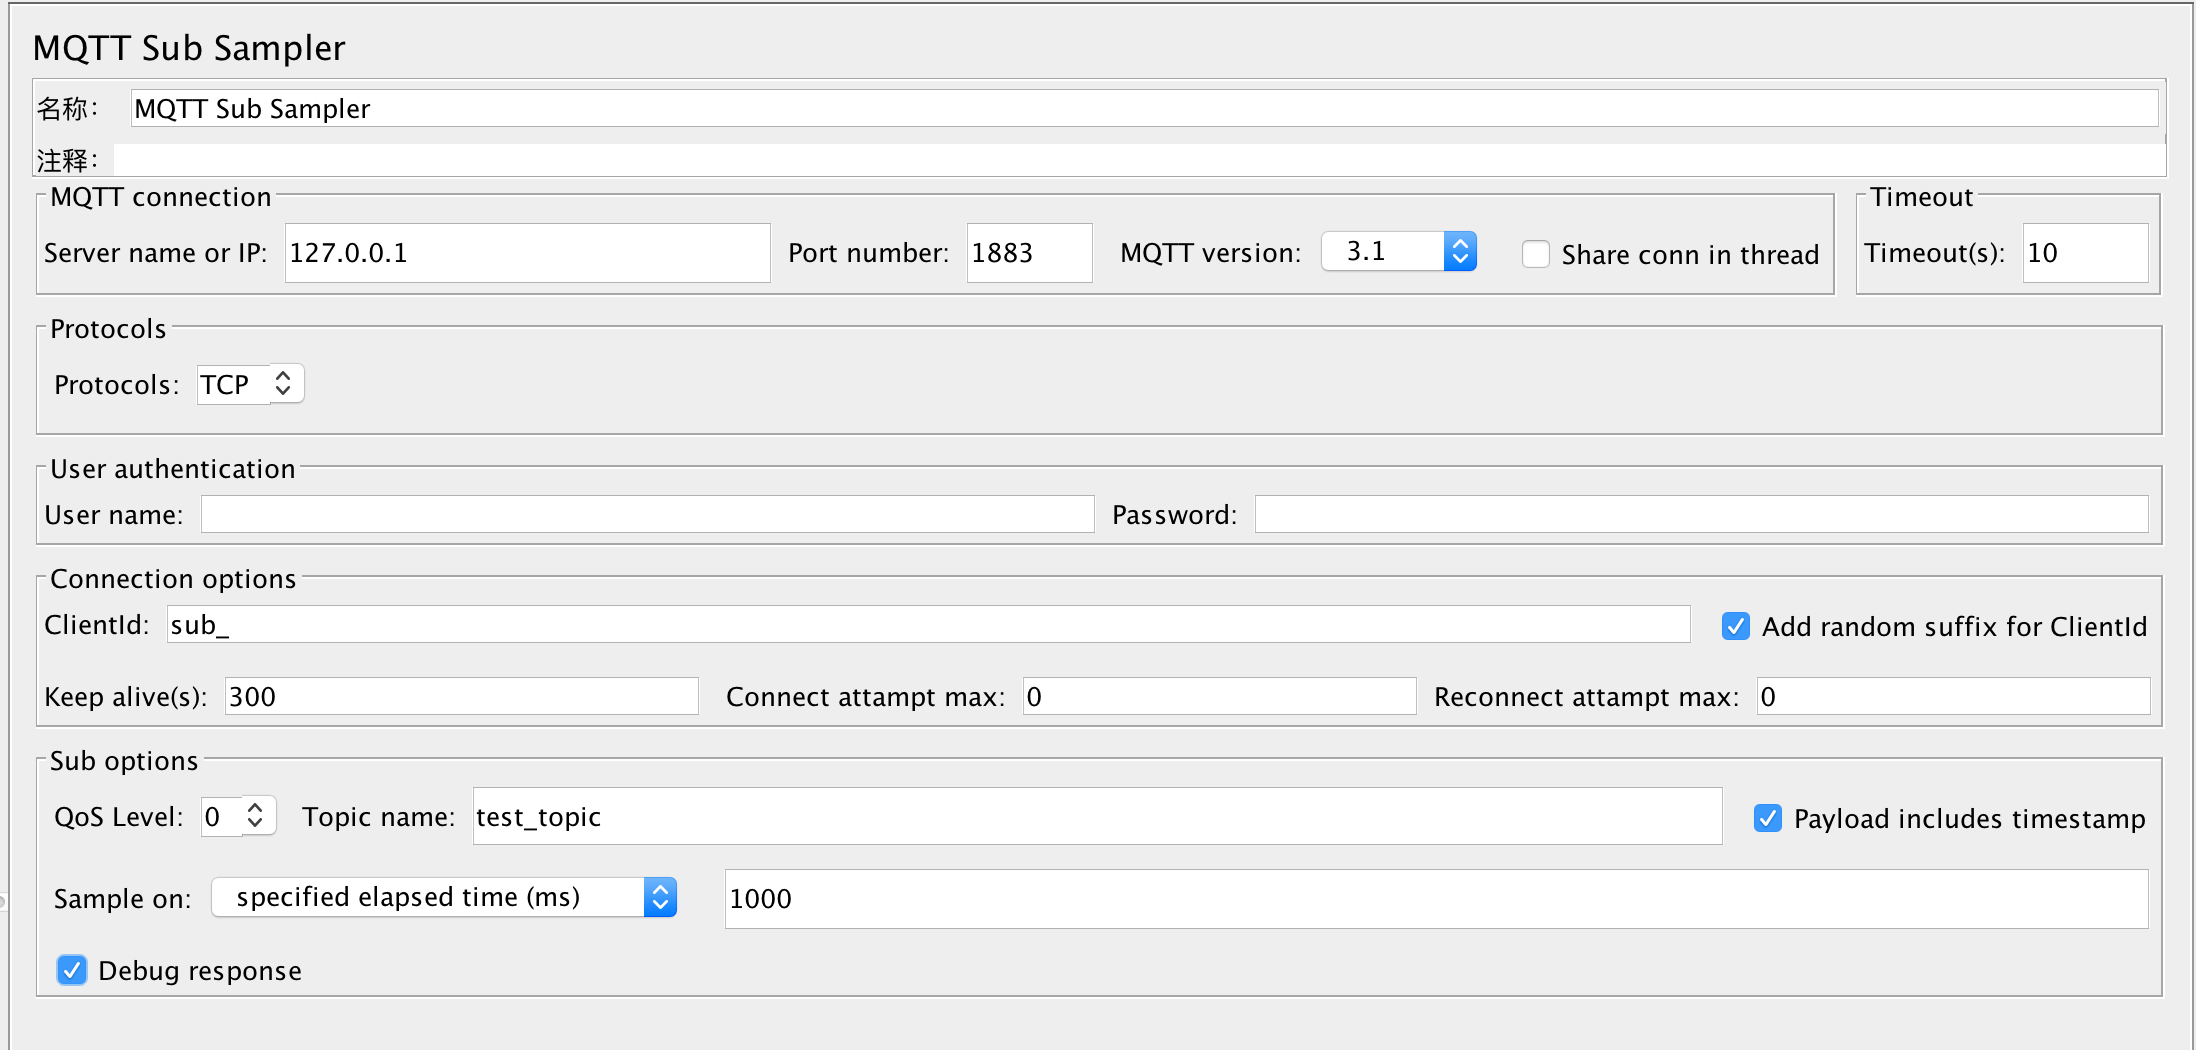 MQTT Sub Sampler
名称： MQTT Sub Sampler
注释：
MQTT connection Timeout
Server name or IP: 127.0.0.1 Port number: 1883 MQTT version: 3.1 Share conn in thread Timeout(s): 10
Protocols
Protocols: TCP
User authentication
User name: Password:
Connection options
ClientId: sub_ Add random suffix for ClientId
Keep alive(s): 300 Connect attampt max: 0 Reconnect attampt max: 0
Sub options
QoS Level: 0 Topic name: test_topic Payload includes timestamp
Sample on: specified elapsed time (ms) 1000
Debug response